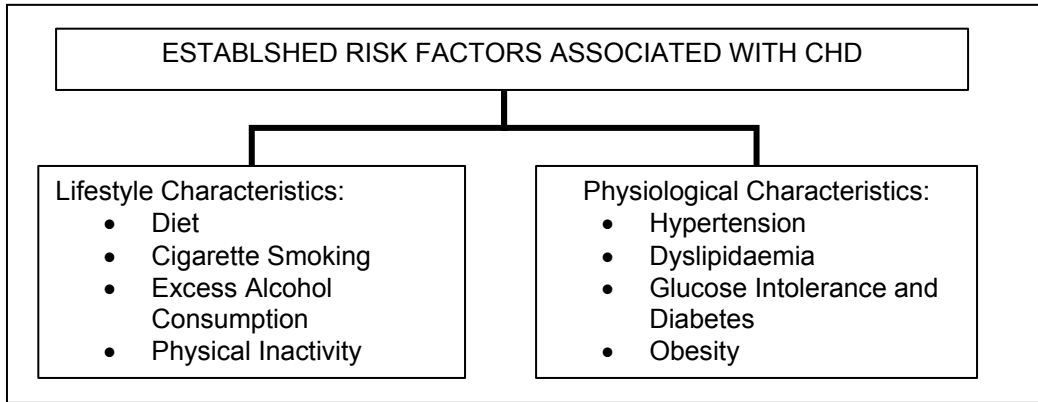 ESTABLSHED RISK FACTORS ASSOCIATED WITH CHD
Lifestyle Characteristics:
• Diet
• Cigarette Smoking
• Excess Alcohol
Consumption
• Physical Inactivity
Physiological Characteristics:
• Hypertension
• Dyslipidaemia
• Glucose Intolerance and
Diabetes
• Obesity